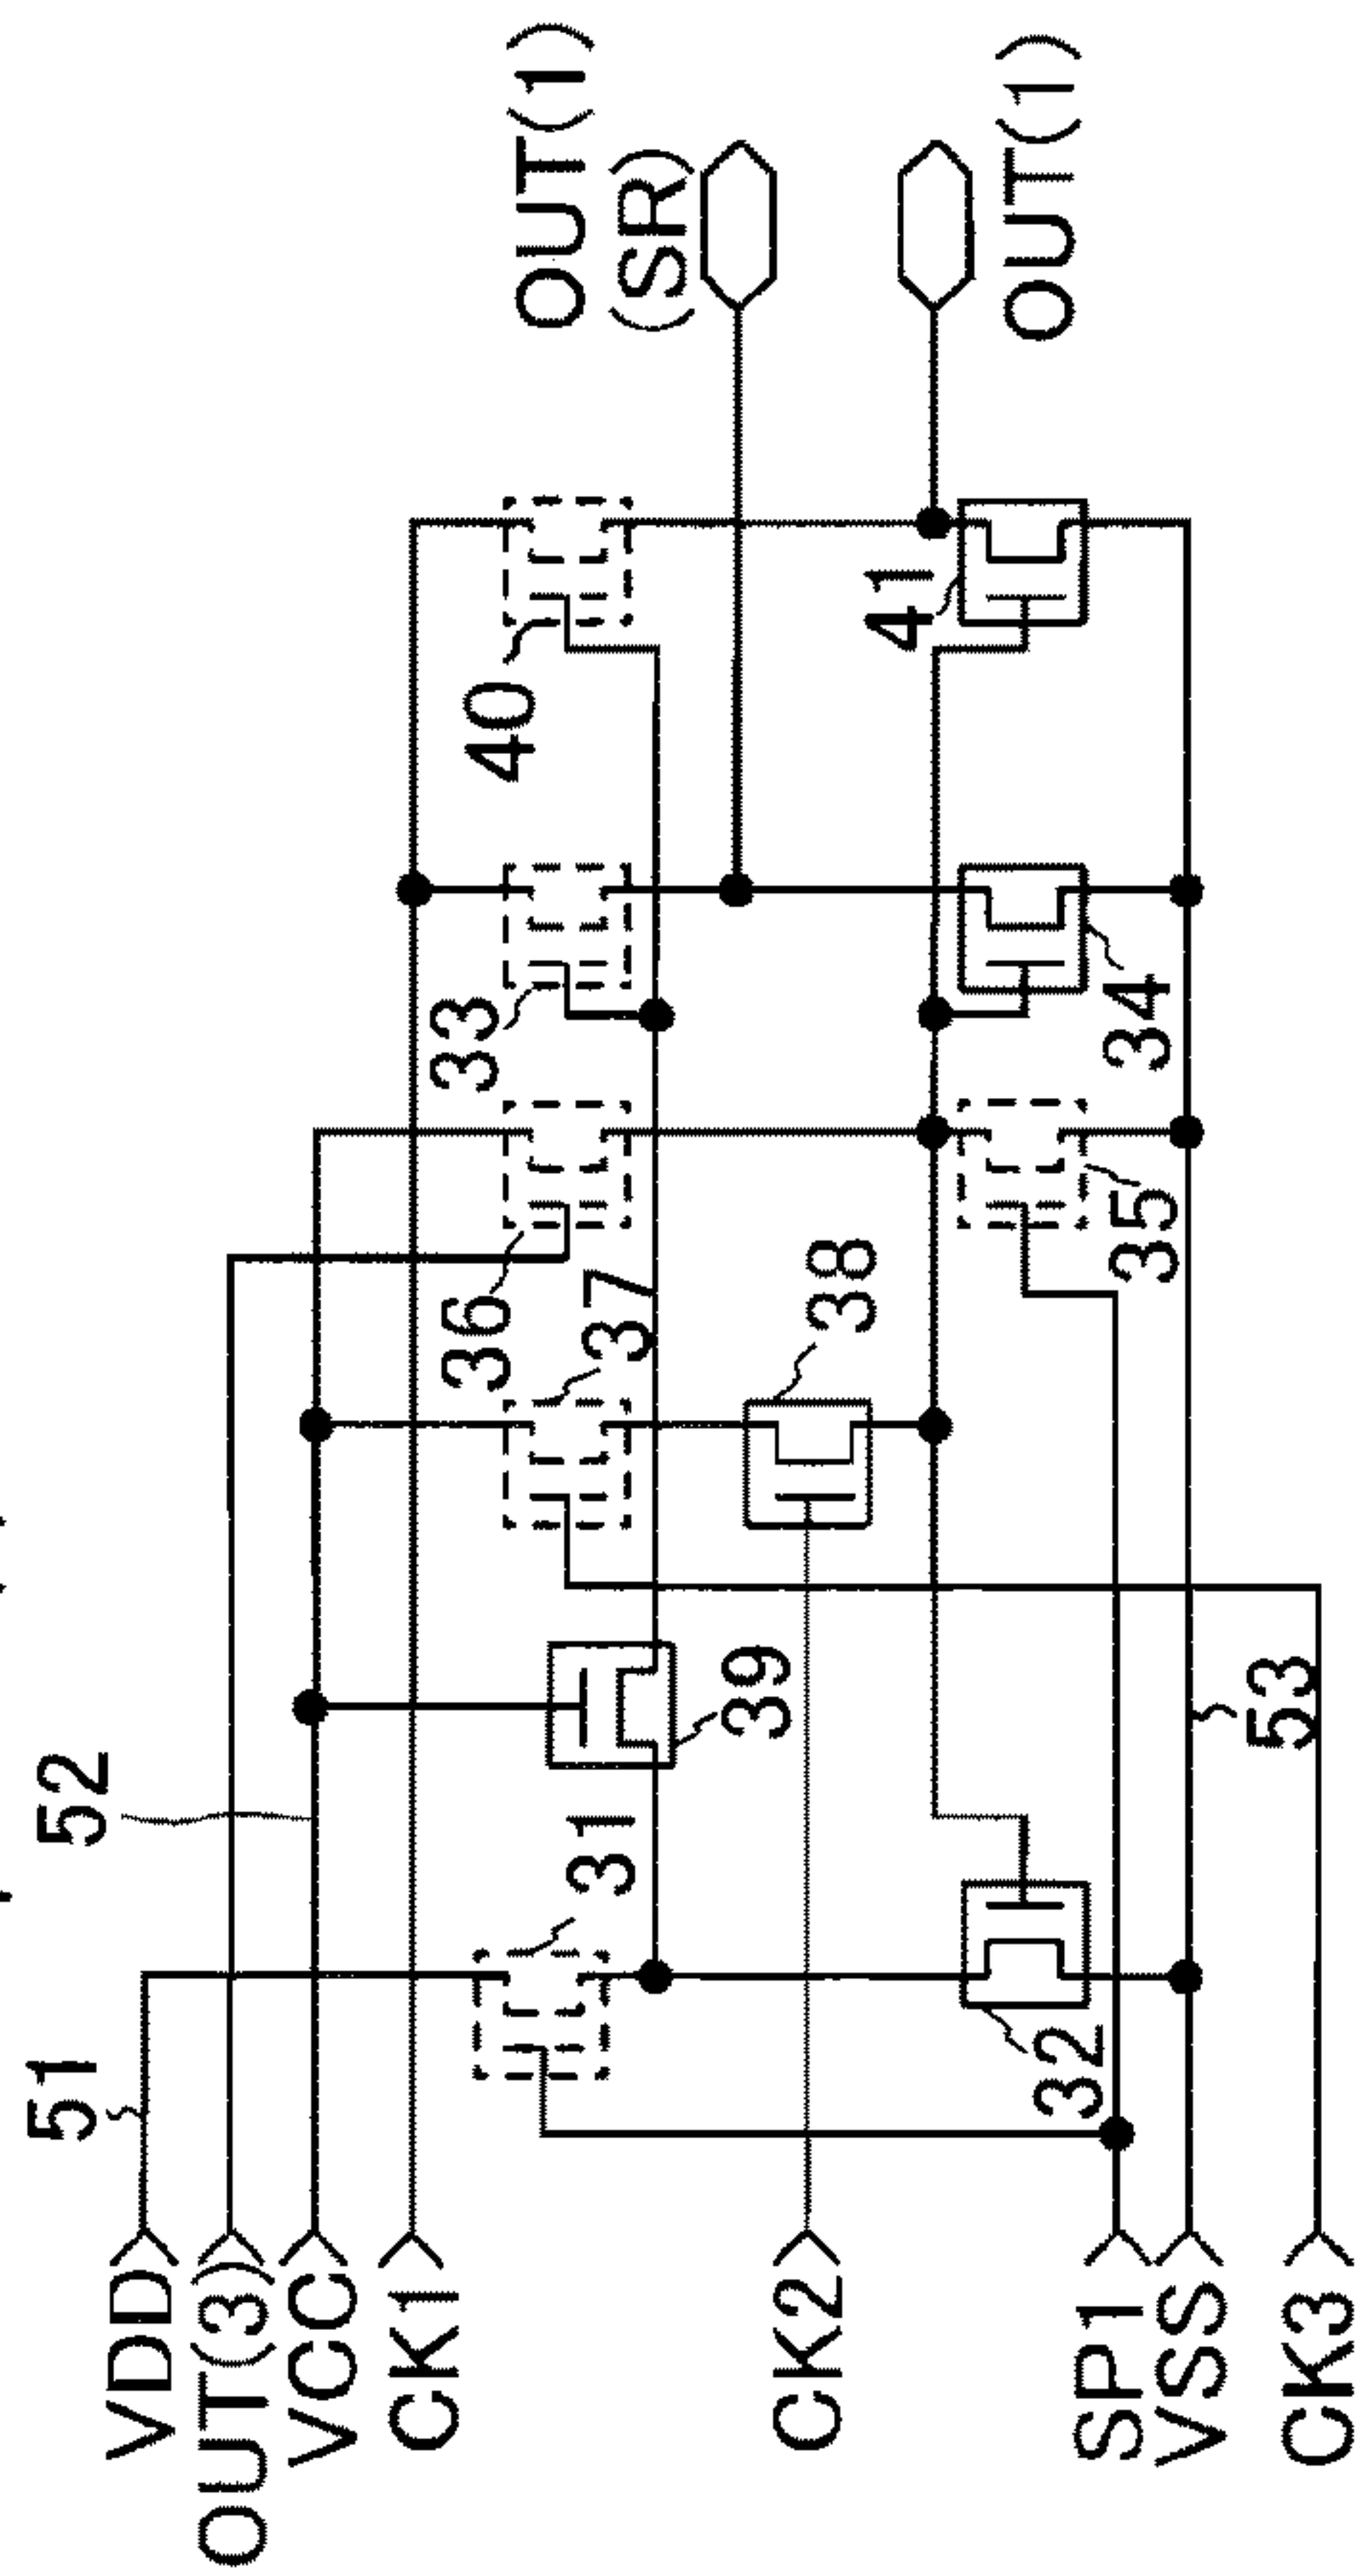 51
52
VDD
OUT(3)
VCC
CK1
33
36
40
OUT(1)
(SR)
31
37
39
CK2
38
41
OUT(1)
32
SP1
34
35
VSS
53
CK3